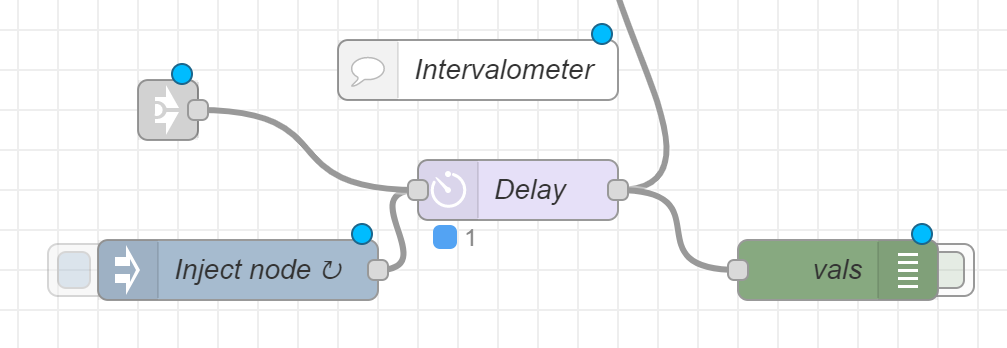 Intervalometer
Delay
1
Inject node ↻
vals